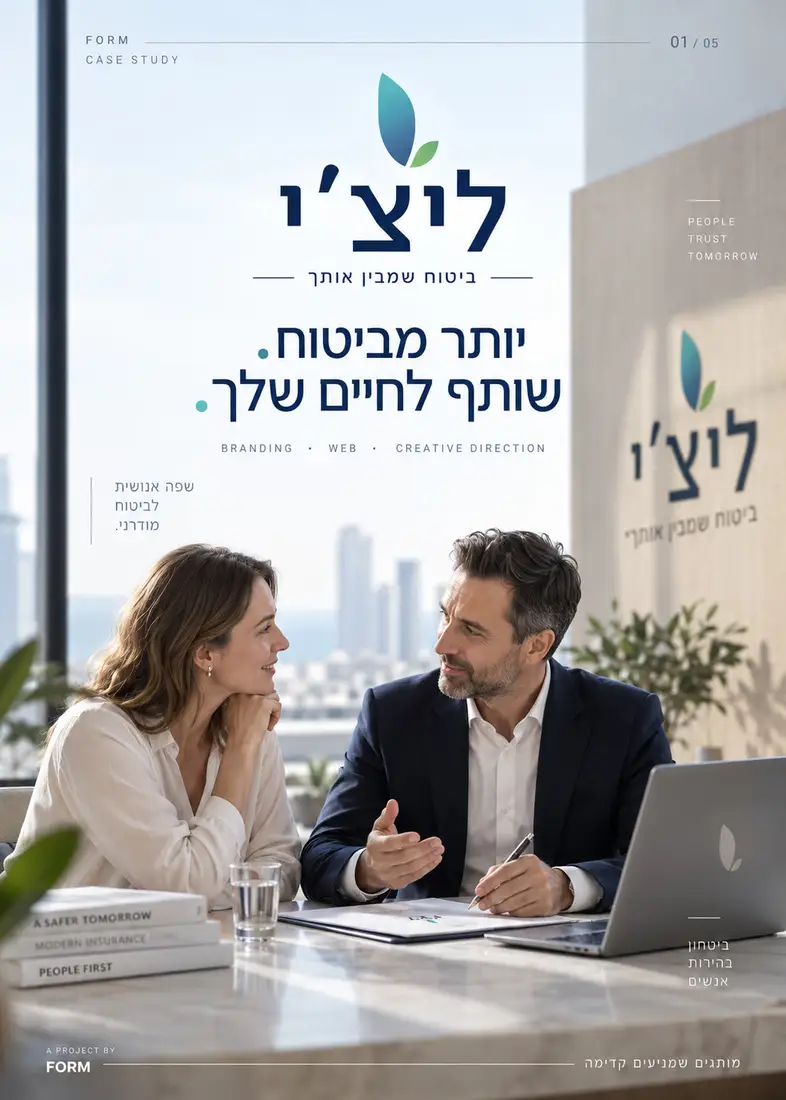 FORM
CASE STUDY
01 / 05
ליצ'י
ביטוח שמבין אותך
יותר מביטוח.
שותף לחיים שלך.
BRANDING • WEB • CREATIVE DIRECTION
PEOPLE
TRUST
TOMORROW
ליצ'י
ביטוח שמבין אותך
שפה אנושית
לביטוח
מודרני.
A SAFER TOMORROW
MODERN INSURANCE
PEOPLE FIRST
ביטחון
בהירות
אנשים
A PROJECT BY
FORM
מותגים שמניעים קדימה